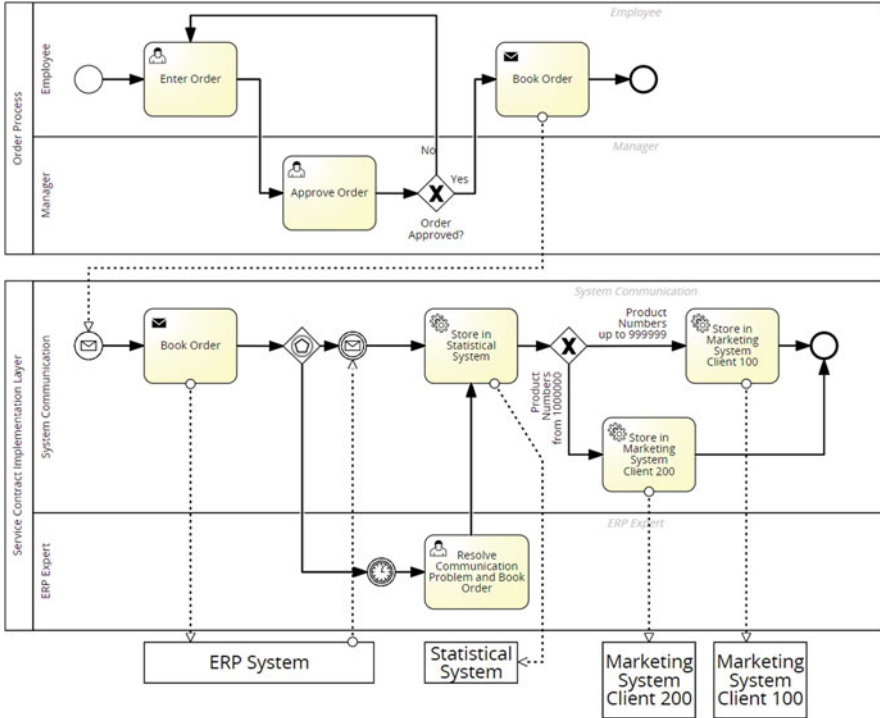 Order Process
Employee
Employee
Enter Order
Book Order
Manager
Manager
No
Yes
Approve Order
Order
Approved?
Service Contract Implementation Layer
System Communication
System Communication
Book Order
Store in
Statistical
System
Product
Numbers
up to 999999
Store in
Marketing
System
Client 100
Product
Numbers
from 1000000
Store in
Marketing
System
Client 200
ERP Expert
ERP Expert
Resolve
Communication
Problem and Book
Order
ERP System
Statistical
System
Marketing
System
Client 200
Marketing
System
Client 100